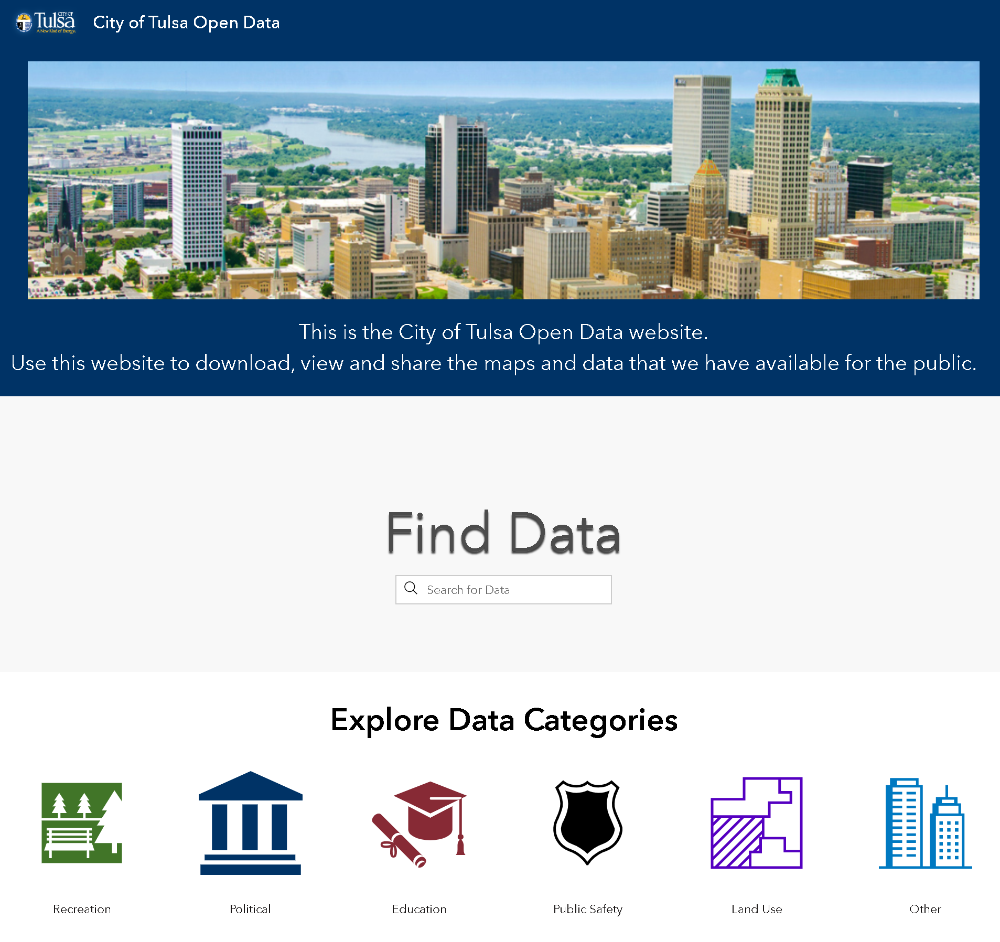 CITY OF
Tulsa
A New Kind of Energy.
City of Tulsa Open Data
CHASE
This is the City of Tulsa Open Data website.
Use this website to download, view and share the maps and data that we have available for the public.
Find Data
Search for Data
Explore Data Categories
Recreation
Political
Education
Public Safety
Land Use
Other